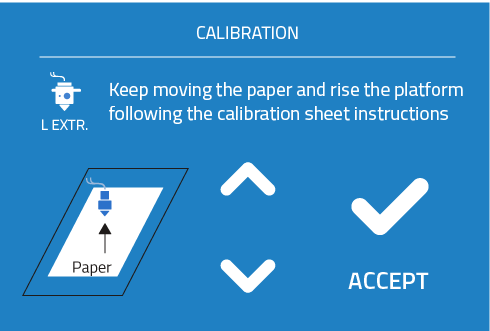 CALIBRATION
Keep moving the paper and rise the platform
following the calibration sheet instructions
L EXTR.
Paper
ACCEPT